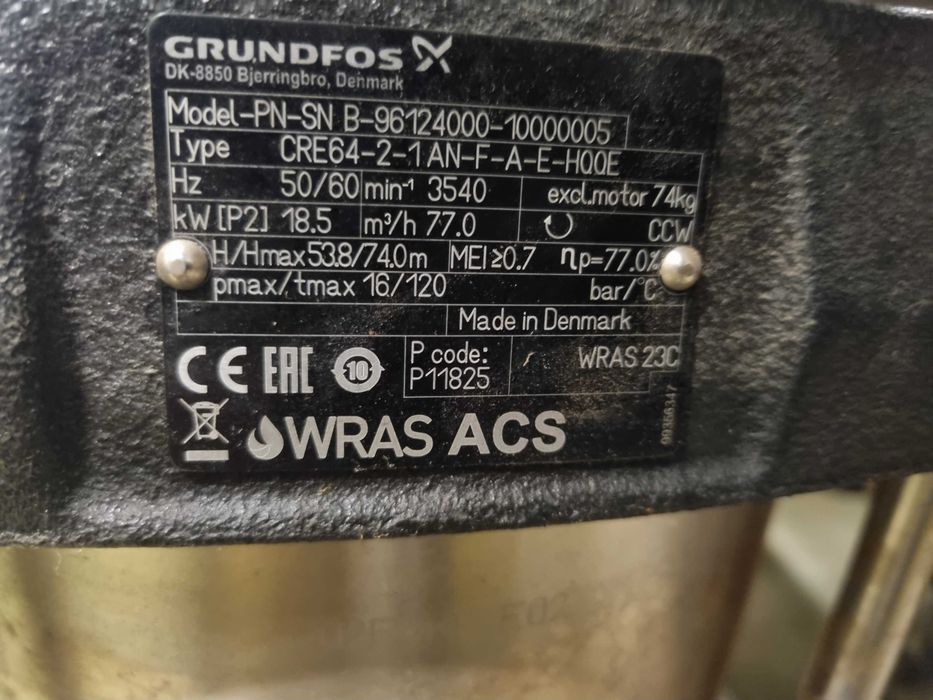 GRUNDFOS
DK-8850 Bjerringbro, Denmark
Model-PN-SN B-96124000-10000005
Type CRE64-2-1 AN-F-A-E-HQQE
Hz 50/60 min-1 3540 excl.motor 74kg
kW [P2] 18.5 m³/h 77.0 CCW
H/Hmax 53.8/74.0 m MEI ≥0.7 ηp=77.0%
pmax/tmax 16/120 bar/°C
Made in Denmark
P code: WRAS 23C
P11825
CE EAC 10
WRAS ACS